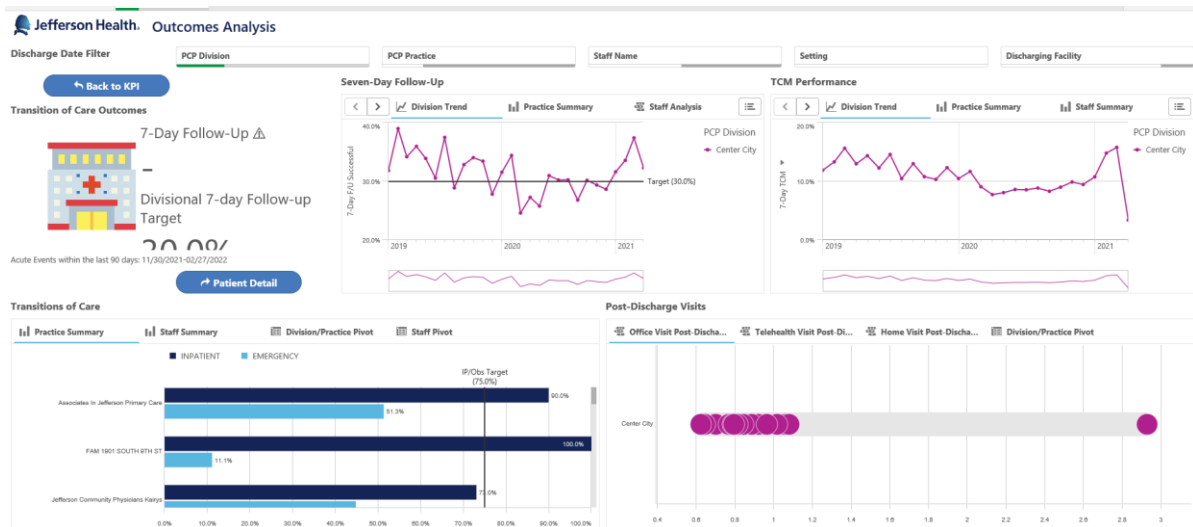 Jefferson Health. Outcomes Analysis
Discharge Date Filter
PCP Division
PCP Practice
Staff Name
Setting
Discharging Facility
Back to KPI
Transition of Care Outcomes
7-Day Follow-Up
-
Divisional 7-day Follow-up
Target
Acute Events within the last 90 days: 11/30/2021-02/27/2022
Patient Detail
Seven-Day Follow-Up
Division Trend
Practice Summary
Staff Analysis
40.0%
30.0%
20.0%
7-Day F/U Successful
PCP Division
Center City
Target (30.0%)
2019
2020
2021
TCM Performance
Division Trend
Practice Summary
Staff Summary
20.0%
10.0%
0.0%
7-Day TCM
PCP Division
Center City
2019
2020
2021
Transitions of Care
Practice Summary
Staff Summary
Division/Practice Pivot
Staff Pivot
INPATIENT
EMERGENCY
IP/Obs Target
(75.0%)
Associates in Jefferson Primary Care
90.0%
51.3%
FAM 1901 SOUTH 9TH ST
100.0%
11.1%
Jefferson Community Physicians Kairys
0.0%
10.0%
20.0%
30.0%
40.0%
50.0%
60.0%
70.0%
80.0%
90.0%
100.0%
Post-Discharge Visits
Office Visit Post-Discha...
Telehealth Visit Post-Di...
Home Visit Post-Discha...
Division/Practice Pivot
Center City
0.4
0.6
0.8
1
1.2
1.4
1.6
1.8
2
2.2
2.4
2.6
2.8
3